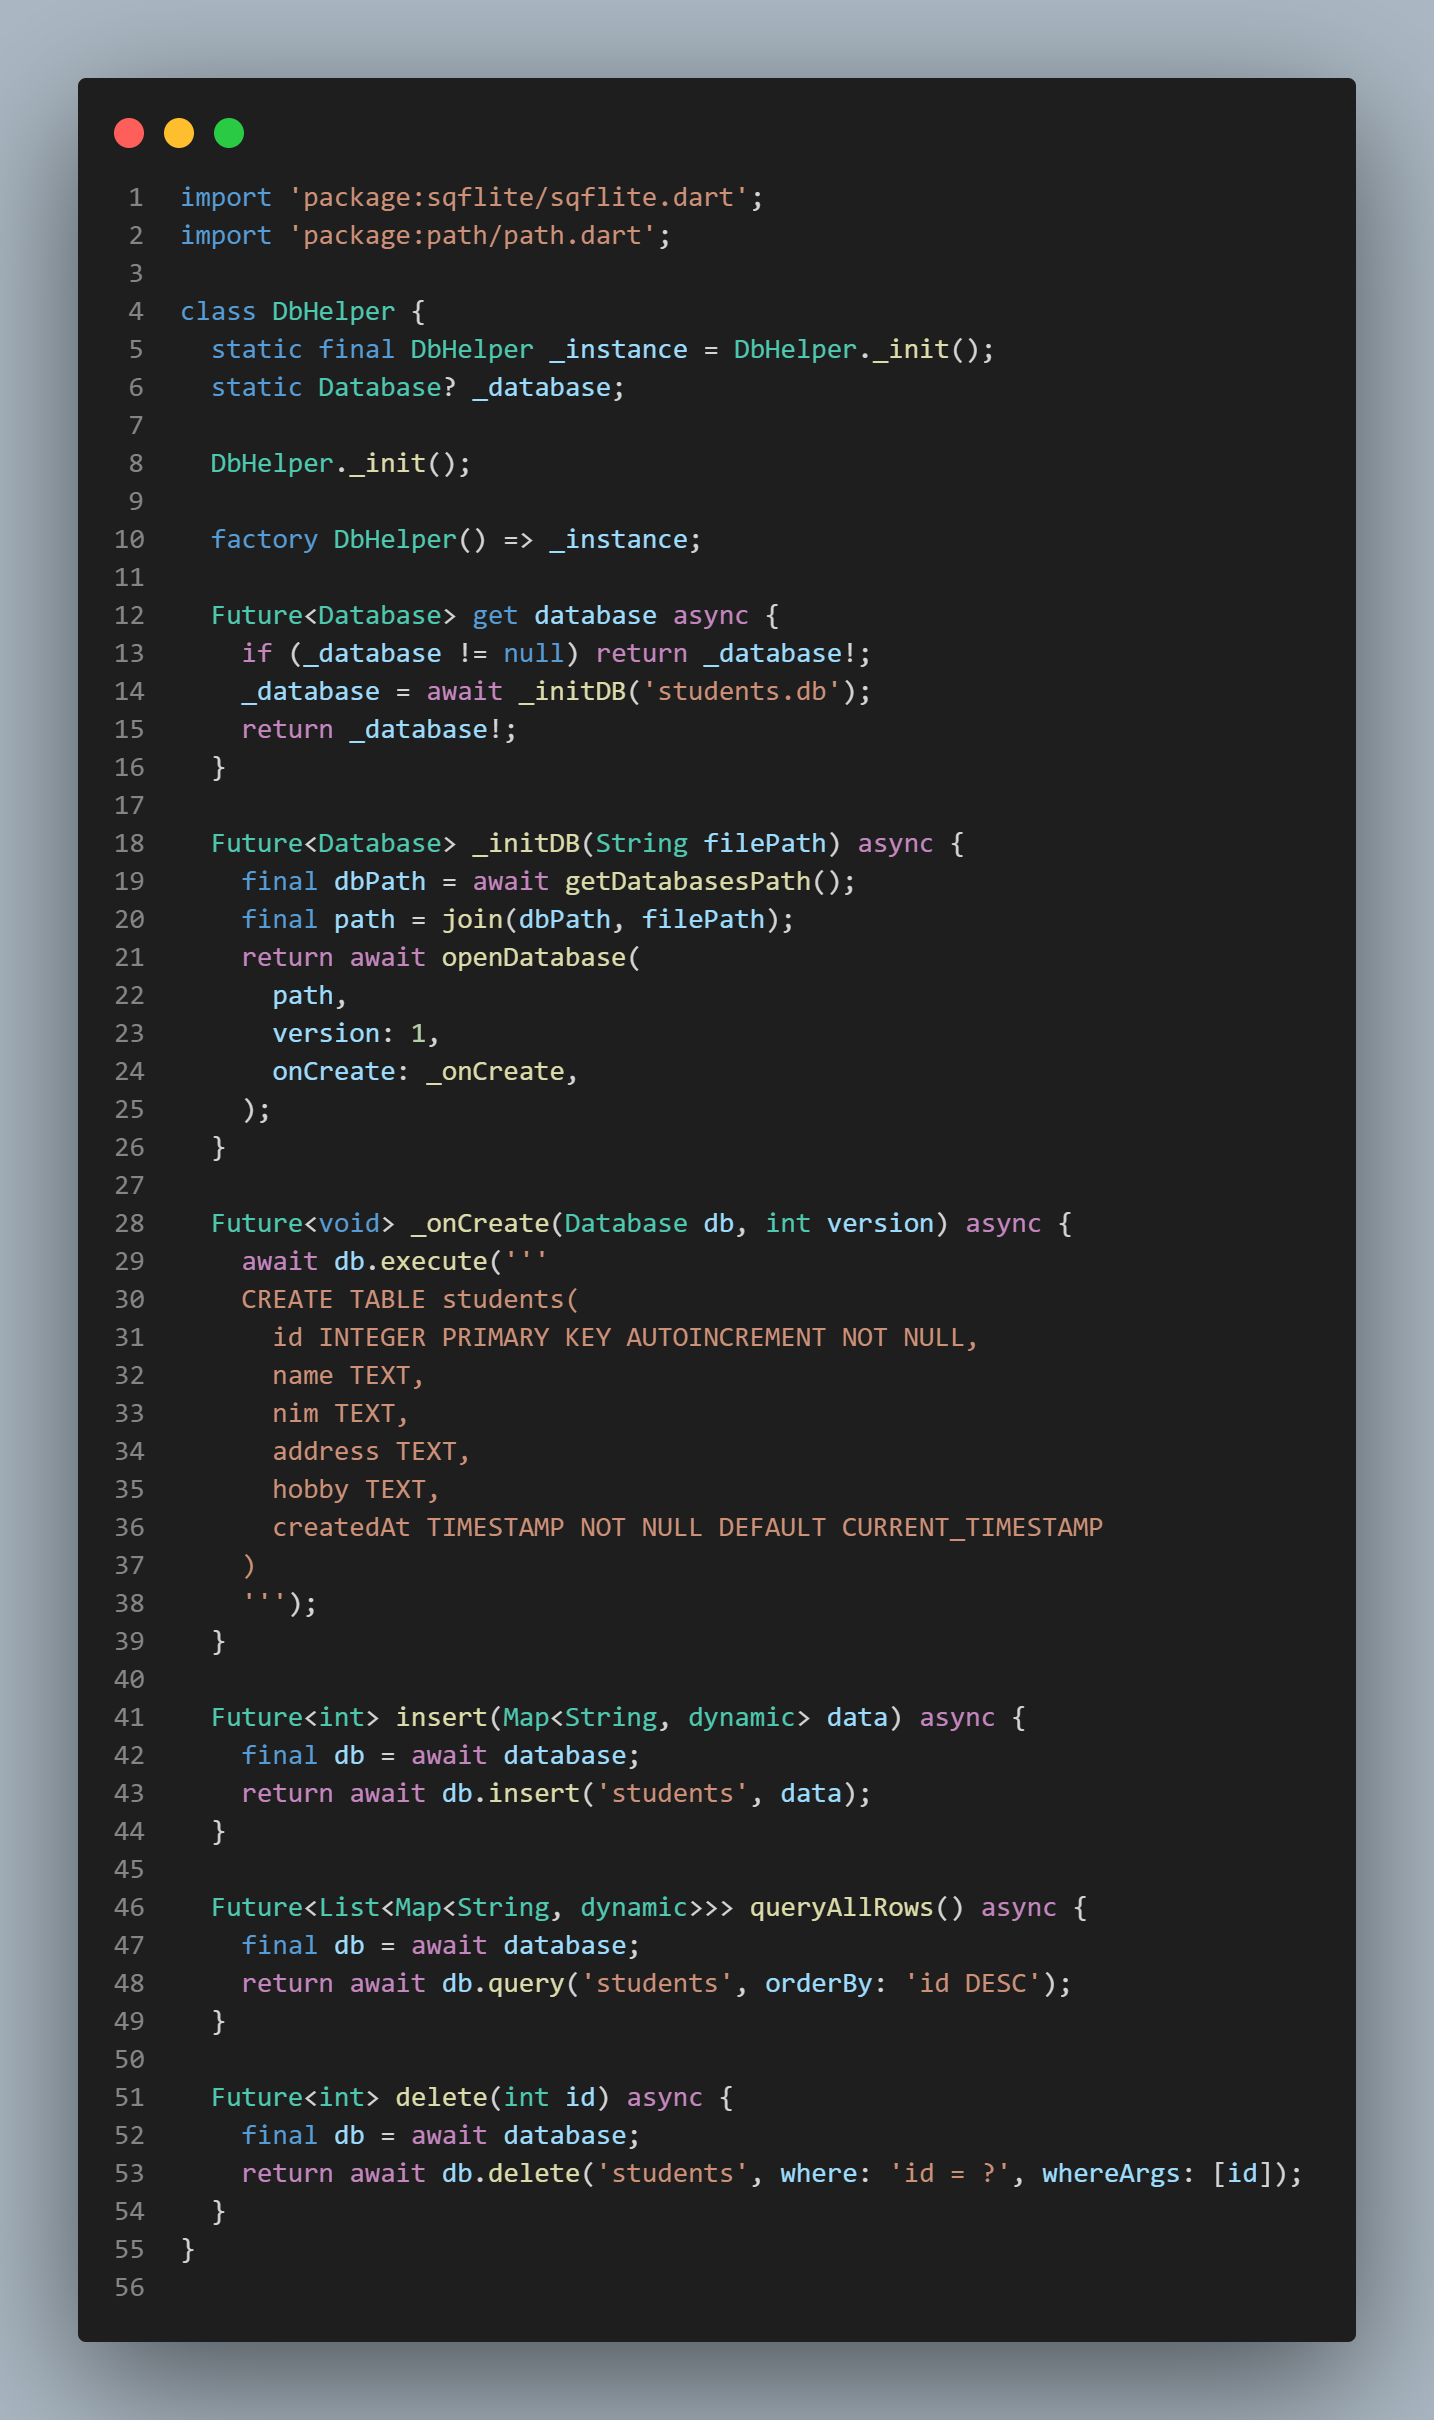 1 import 'package:sqflite/sqflite.dart';
2 import 'package:path/path.dart';
3
4 class DbHelper {
5   static final DbHelper _instance = DbHelper._init();
6   static Database? _database;
7
8   DbHelper._init();
9
10   factory DbHelper() => _instance;
11
12   Future<Database> get database async {
13     if (_database != null) return _database!;
14     _database = await _initDB('students.db');
15     return _database!;
16   }
17
18   Future<Database> _initDB(String filePath) async {
19     final dbPath = await getDatabasesPath();
20     final path = join(dbPath, filePath);
21     return await openDatabase(
22       path,
23       version: 1,
24       onCreate: _onCreate,
25     );
26   }
27
28   Future<void> _onCreate(Database db, int version) async {
29     await db.execute('''
30     CREATE TABLE students(
31       id INTEGER PRIMARY KEY AUTOINCREMENT NOT NULL,
32       name TEXT,
33       nim TEXT,
34       address TEXT,
35       hobby TEXT,
36       createdAt TIMESTAMP NOT NULL DEFAULT CURRENT_TIMESTAMP
37     )
38     ''');
39   }
40
41   Future<int> insert(Map<String, dynamic> data) async {
42     final db = await database;
43     return await db.insert('students', data);
44   }
45
46   Future<List<Map<String, dynamic>>> queryAllRows() async {
47     final db = await database;
48     return await db.query('students', orderBy: 'id DESC');
49   }
50
51   Future<int> delete(int id) async {
52     final db = await database;
53     return await db.delete('students', where: 'id = ?', whereArgs: [id]);
54   }
55 }
56